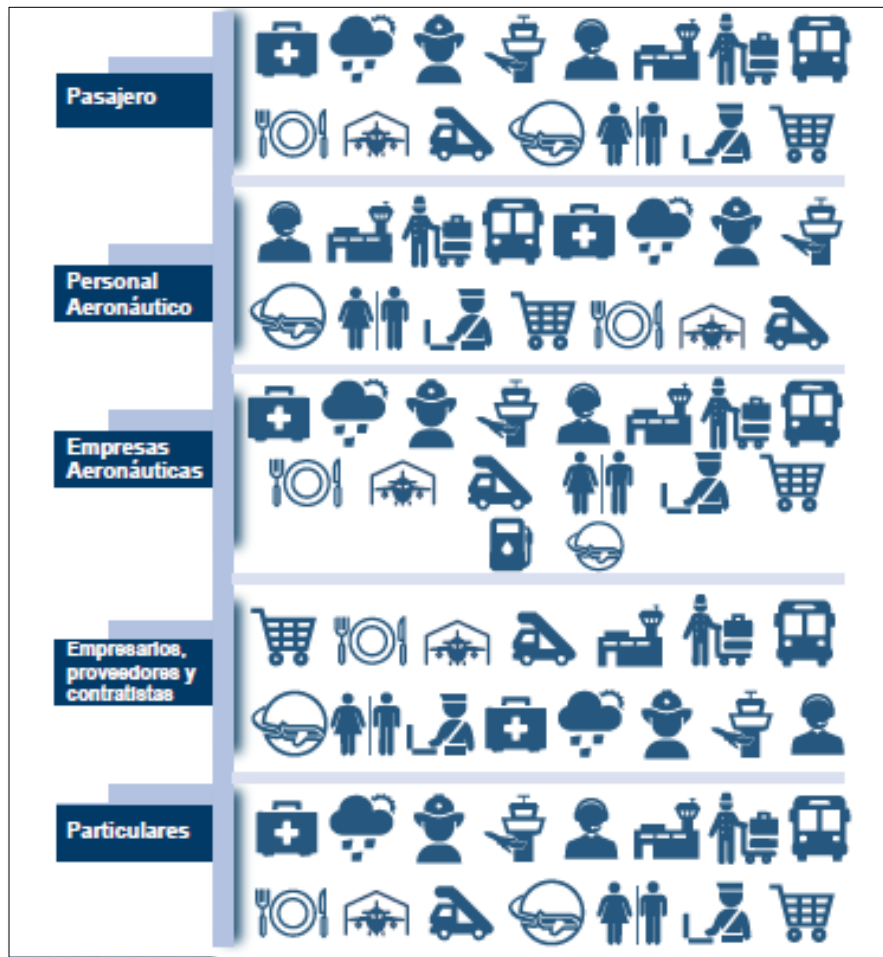 Pasajero
Personal
Aeronáutico
Empresas
Aeronáuticas
Empresarios,
proveedores y
contratistas
Particulares